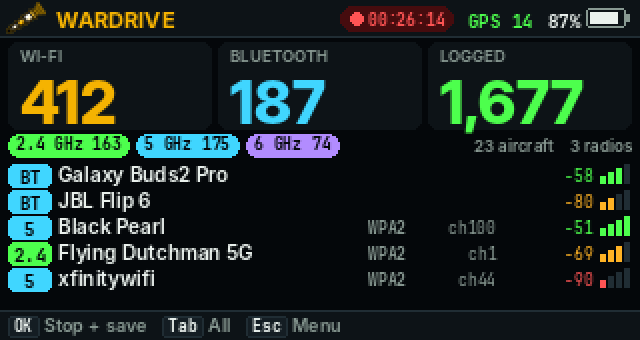 WARDRIVE 00:26:14 GPS 14 87%
WI-FI BLUETOOTH LOGGED
412 187 1,677
2.4 GHz 163 5 GHz 175 6 GHz 74 23 aircraft 3 radios
BT Galaxy Buds2 Pro -58
BT JBL Flip 6 -80
5 Black Pearl WPA2 ch100 -51
2.4 Flying Dutchman 5G WPA2 ch1 -69
5 xfinitywifi WPA2 ch44 -90
OK Stop + save Tab All Esc Menu